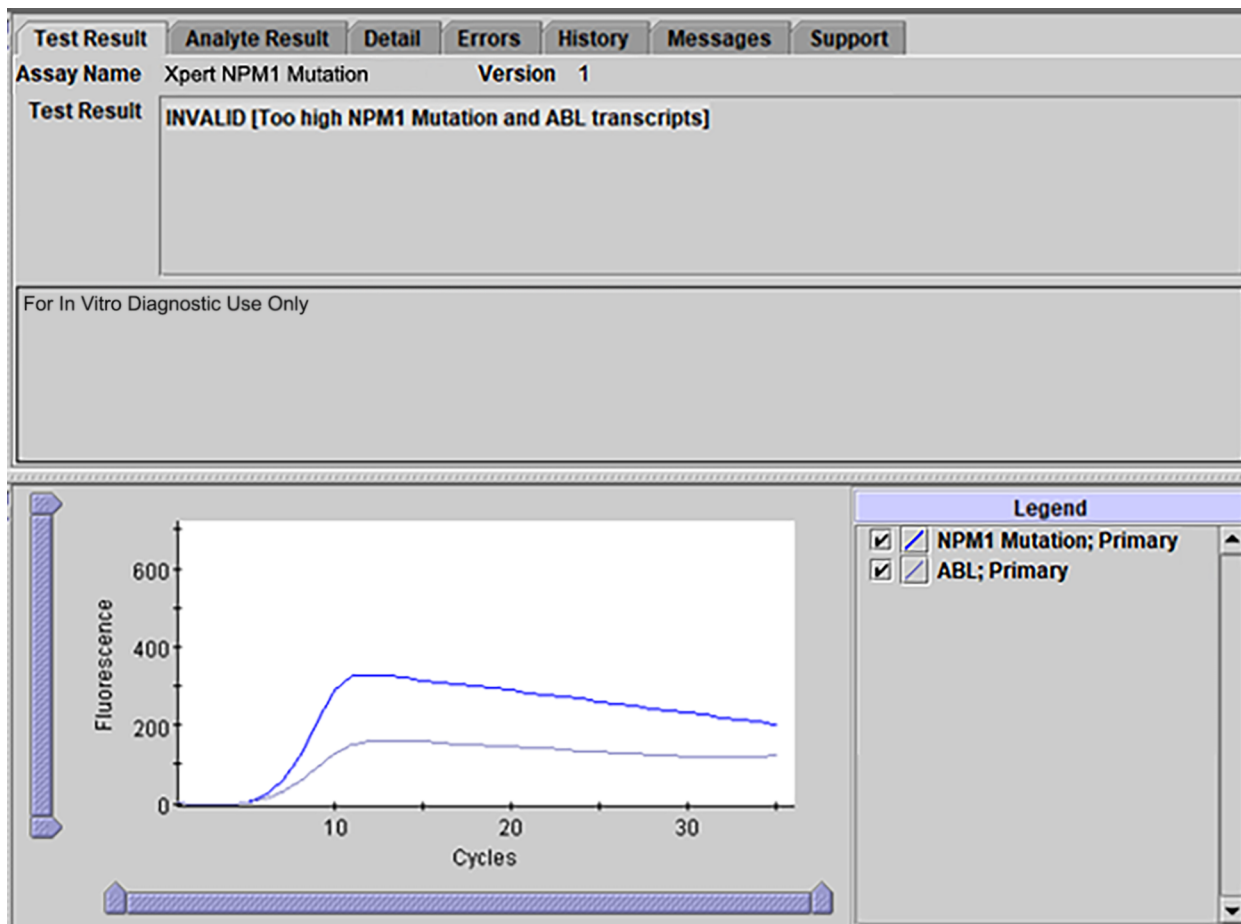 Test Result Analyte Result Detail Errors History Messages Support
Assay Name Xpert NPM1 Mutation Version 1
Test Result INVALID [Too high NPM1 Mutation and ABL transcripts]
For In Vitro Diagnostic Use Only
600
400
200
0
Fluorescence
10 20 30
Cycles
Legend
NPM1 Mutation; Primary
ABL; Primary